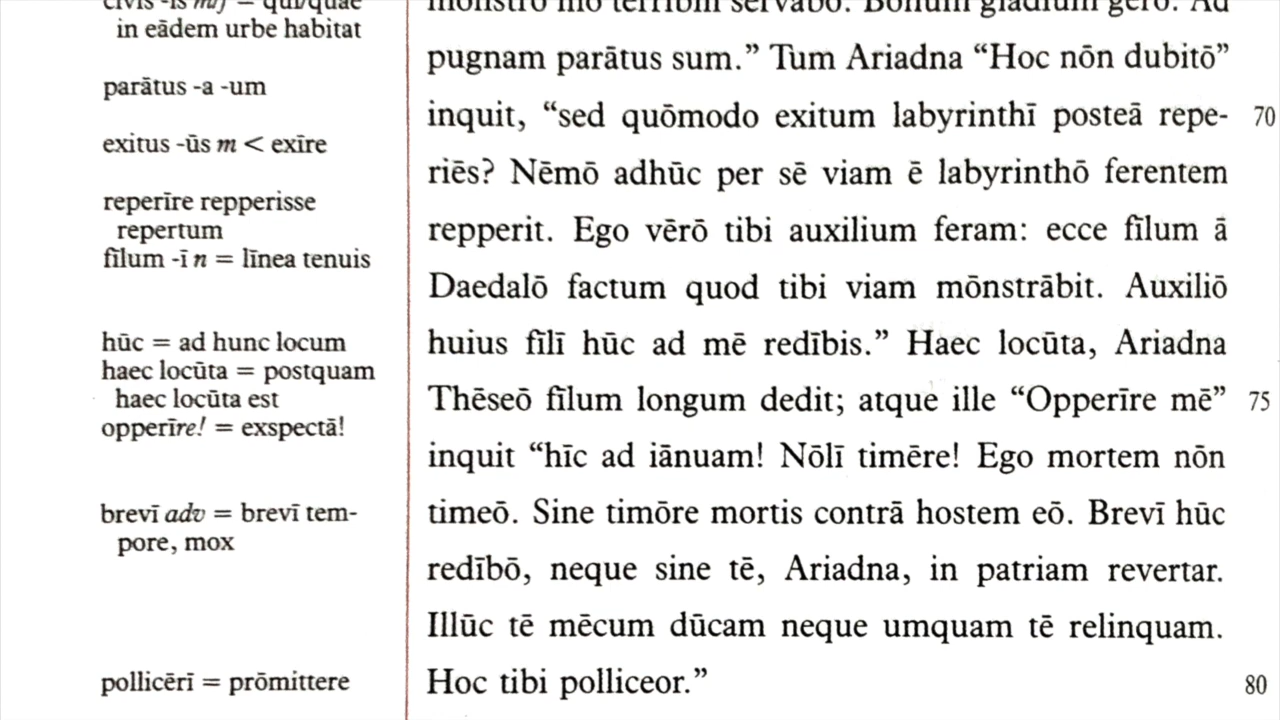 in eādem urbe habitat
parātus -a -um
exitus -ūs m < exīre
reperīre repperisse
repertum
fīlum -ī n = līnea tenuis
hūc = ad hunc locum
haec locūta = postquam
haec locūta est
opperīre! = exspectā!
brevī adv = brevī tem-
pore, mox
pollicērī = prōmittere
pugnam parātus sum.” Tum Ariadna “Hoc nōn dubitō”
inquit, “sed quōmodo exitum labyrinthī posteā repe- 70
riēs? Nēmō adhūc per sē viam ē labyrinthō ferentem
repperit. Ego vērō tibi auxilium feram: ecce fīlum ā
Daedalō factum quod tibi viam mōnstrābit. Auxiliō
huius fīlī hūc ad mē redībis.” Haec locūta, Ariadna
Thēseō fīlum longum dedit; atque ille “Opperīre mē” 75
inquit “hīc ad iānuam! Nōlī timēre! Ego mortem nōn
timeō. Sine timōre mortis contrā hostem eō. Brevī hūc
redībō, neque sine tē, Ariadna, in patriam revertar.
Illūc tē mēcum dūcam neque umquam tē relinquam.
Hoc tibi polliceor.” 80